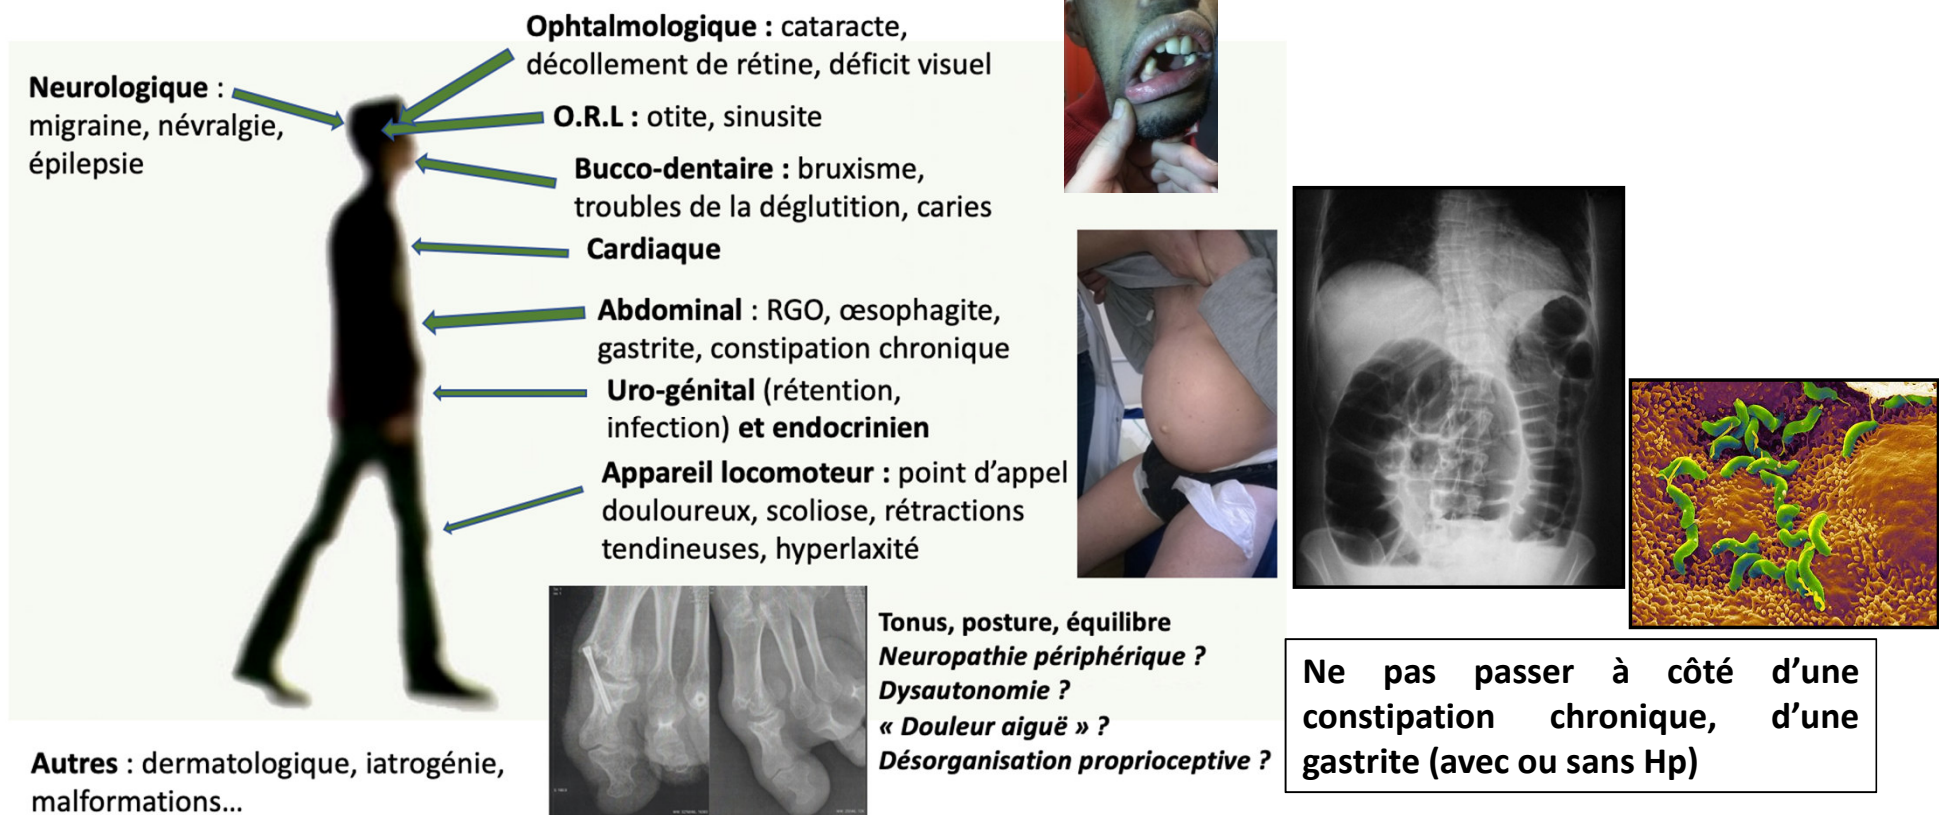 Ophtalmologique : cataracte,
décollement de rétine, déficit visuel
Neurologique :
migraine, névralgie,
épilepsie
O.R.L : otite, sinusite
Bucco-dentaire : bruxisme,
troubles de la déglutition, caries
Cardiaque
Abdominal : RGO, œsophagite,
gastrite, constipation chronique
Uro-génital (rétention,
infection) et endocrinien
Appareil locomoteur : point d’appel
douloureux, scoliose, rétractions
tendineuses, hyperlaxité
Tonus, posture, équilibre
Neuropathie périphérique ?
Dysautonomie ?
« Douleur aiguë » ?
Désorganisation proprioceptive ?
Ne pas passer à côté d’une
constipation chronique, d’une
gastrite (avec ou sans Hp)
Autres : dermatologique, iatrogénie,
malformations...